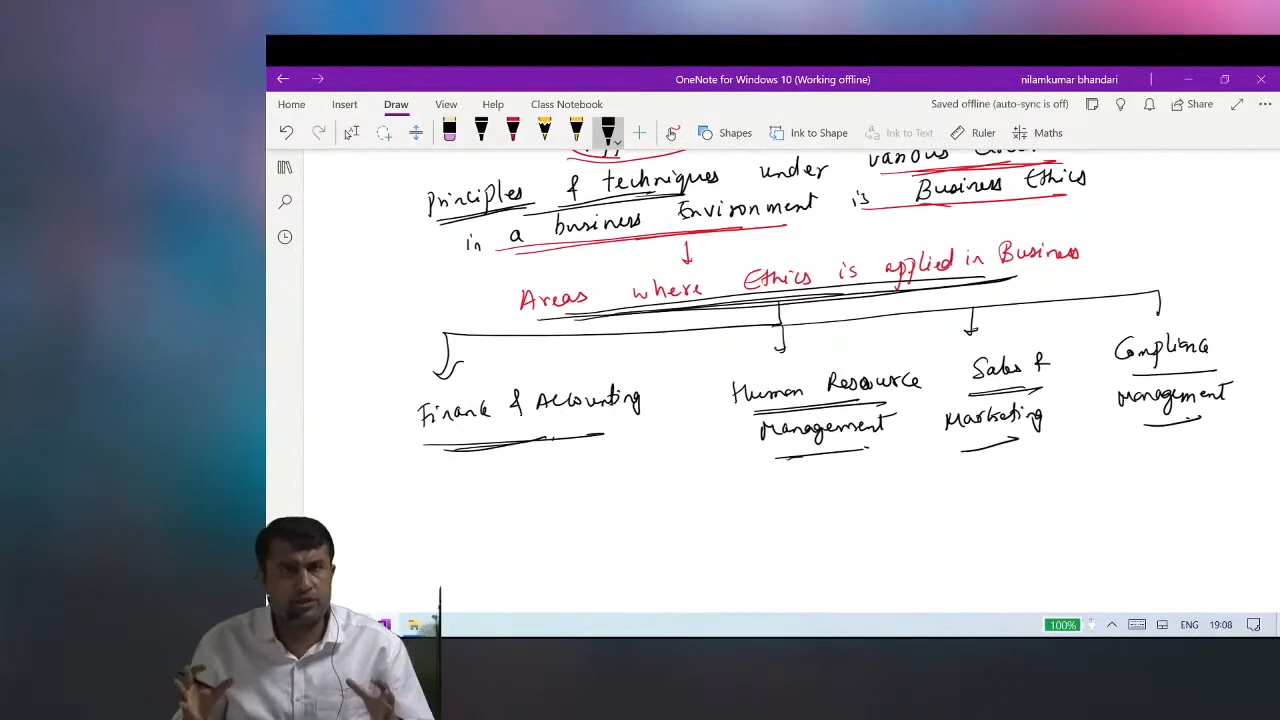 OneNote for Windows 10 (Working offline)
nilamkumar bhandari
Home Insert Draw View Help Class Notebook
Saved offline (auto-sync is off)
Share
Shapes
Ink to Shape
Ink to Text
Ruler
Maths
various
Principles & techniques under
in a business Environment is Business Ethics
Areas where Ethics is applied in Business
Finance & Accounting
Human Resource
Management
Sales &
Marketing
Compliance
Management
100%
ENG
19:08